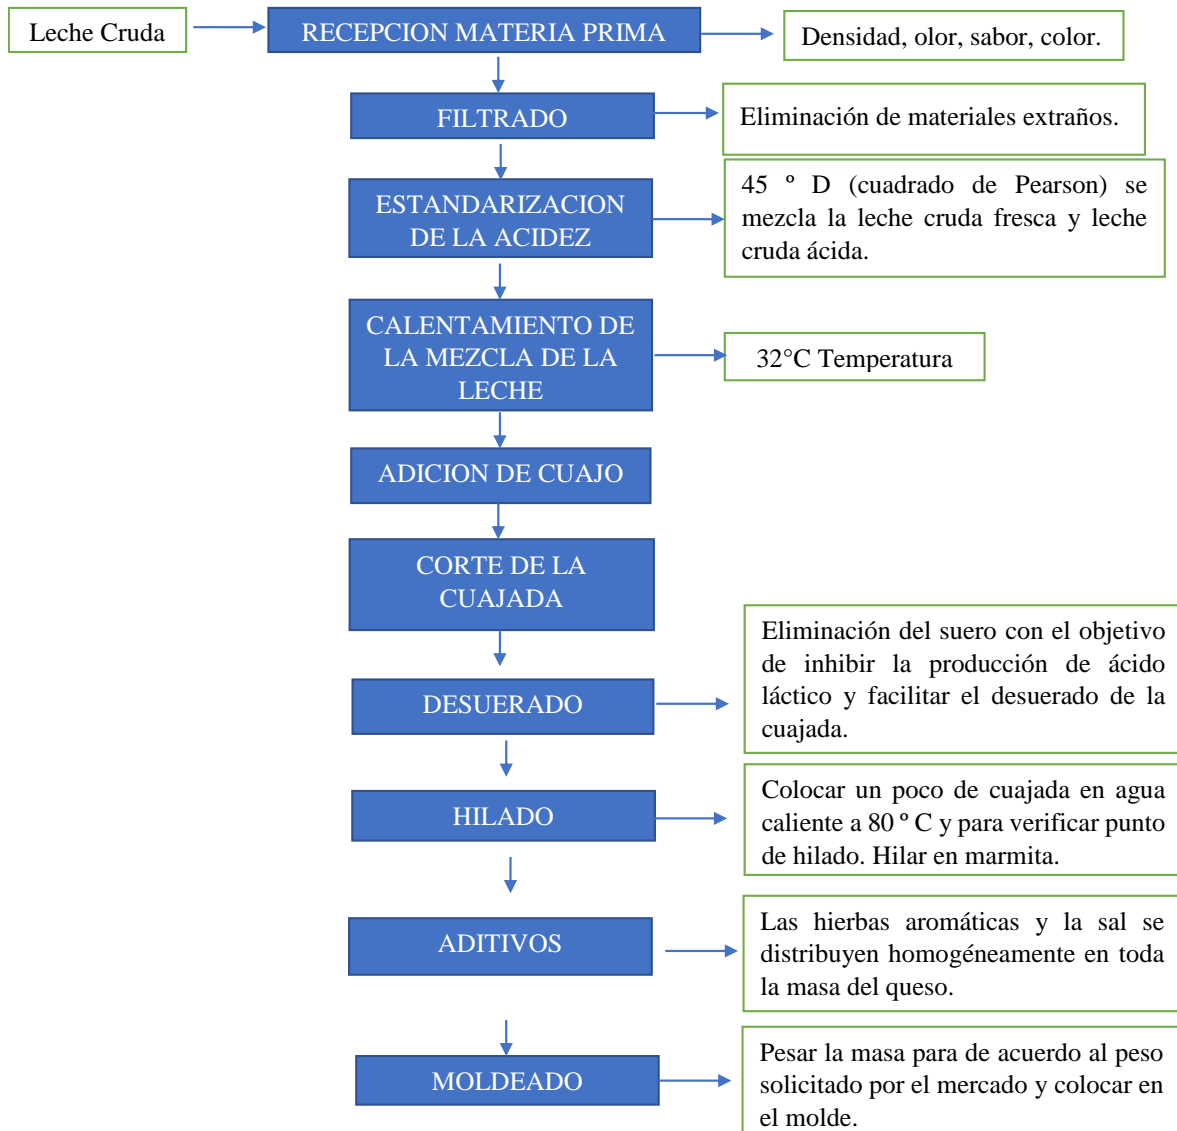 Leche Cruda
RECEPCION MATERIA PRIMA
Densidad, olor, sabor, color.
FILTRADO
Eliminación de materiales extraños.
ESTANDARIZACION
DE LA ACIDEZ
45 º D (cuadrado de Pearson) se
mezcla la leche cruda fresca y leche
cruda ácida.
CALENTAMIENTO DE
LA MEZCLA DE LA
LECHE
32°C Temperatura
ADICION DE CUAJO
CORTE DE LA
CUAJADA
DESUERADO
Eliminación del suero con el objetivo
de inhibir la producción de ácido
láctico y facilitar el desuerado de la
cuajada.
HILADO
Colocar un poco de cuajada en agua
caliente a 80 º C y para verificar punto
de hilado. Hilar en marmita.
ADITIVOS
Las hierbas aromáticas y la sal se
distribuyen homogéneamente en toda
la masa del queso.
MOLDEADO
Pesar la masa para de acuerdo al peso
solicitado por el mercado y colocar en
el molde.